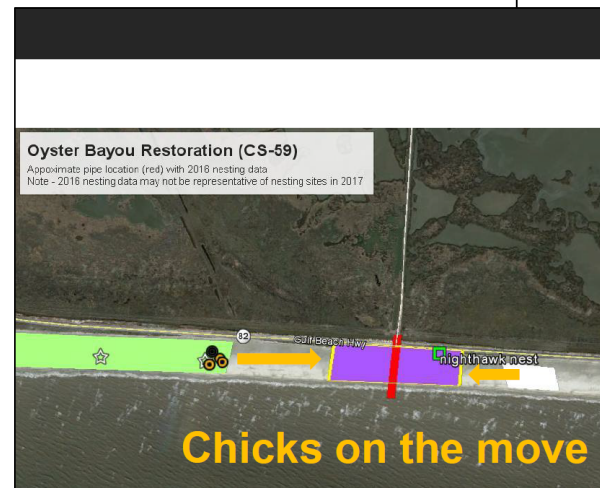 Oyster Bayou Restoration (CS-59)
Appoximate pipe location (red) with 2016 nesting data
Note - 2016 nesting data may not be representative of nesting sites in 2017
82
Gulf Beach Hwy
nighthawk nest
Chicks on the move